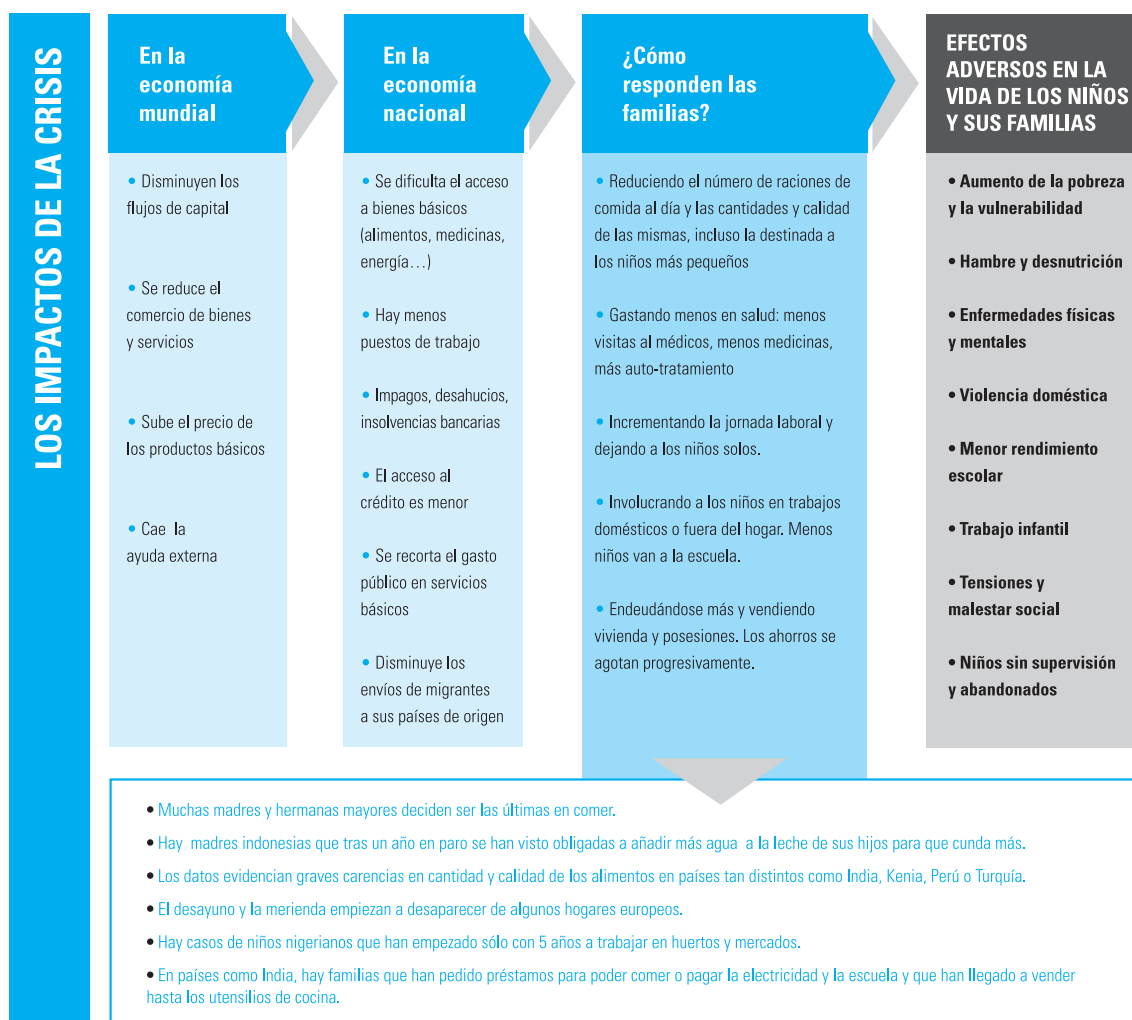 LOS IMPACTOS DE LA CRISIS
En la
economía
mundial
• Disminuyen los
flujos de capital
• Se reduce el
comercio de bienes
y servicios
• Sube el precio de
los productos básicos
• Cae la
ayuda externa
En la
economía
nacional
• Se dificulta el acceso
a bienes básicos
(alimentos, medicinas,
energía…)
• Hay menos
puestos de trabajo
• Impagos, desahucios,
insolvencias bancarias
• El acceso al
crédito es menor
• Se recorta el gasto
público en servicios
básicos
• Disminuye los
envíos de migrantes
a sus países de origen
¿Cómo
responden las
familias?
• Reduciendo el número de raciones de
comida al día y las cantidades y calidad
de las mismas, incluso la destinada a
los niños más pequeños
• Gastando menos en salud: menos
visitas al médicos, menos medicinas,
más auto-tratamiento
• Incrementando la jornada laboral y
dejando a los niños solos.
• Involucrando a los niños en trabajos
domésticos o fuera del hogar. Menos
niños van a la escuela.
• Endeudándose más y vendiendo
vivienda y posesiones. Los ahorros se
agotan progresivamente.
EFECTOS
ADVERSOS EN LA
VIDA DE LOS NIÑOS
Y SUS FAMILIAS
• Aumento de la pobreza
y la vulnerabilidad
• Hambre y desnutrición
• Enfermedades físicas
y mentales
• Violencia doméstica
• Menor rendimiento
escolar
• Trabajo infantil
• Tensiones y
malestar social
• Niños sin supervisión
y abandonados
• Muchas madres y hermanas mayores deciden ser las últimas en comer.
• Hay madres indonesias que tras un año en paro se han visto obligadas a añadir más agua a la leche de sus hijos para que cunda más.
• Los datos evidencian graves carencias en cantidad y calidad de los alimentos en países tan distintos como India, Kenia, Perú o Turquía.
• El desayuno y la merienda empiezan a desaparecer de algunos hogares europeos.
• Hay casos de niños nigerianos que han empezado sólo con 5 años a trabajar en huertos y mercados.
• En países como India, hay familias que han pedido préstamos para poder comer o pagar la electricidad y la escuela y que han llegado a vender
hasta los utensilios de cocina.